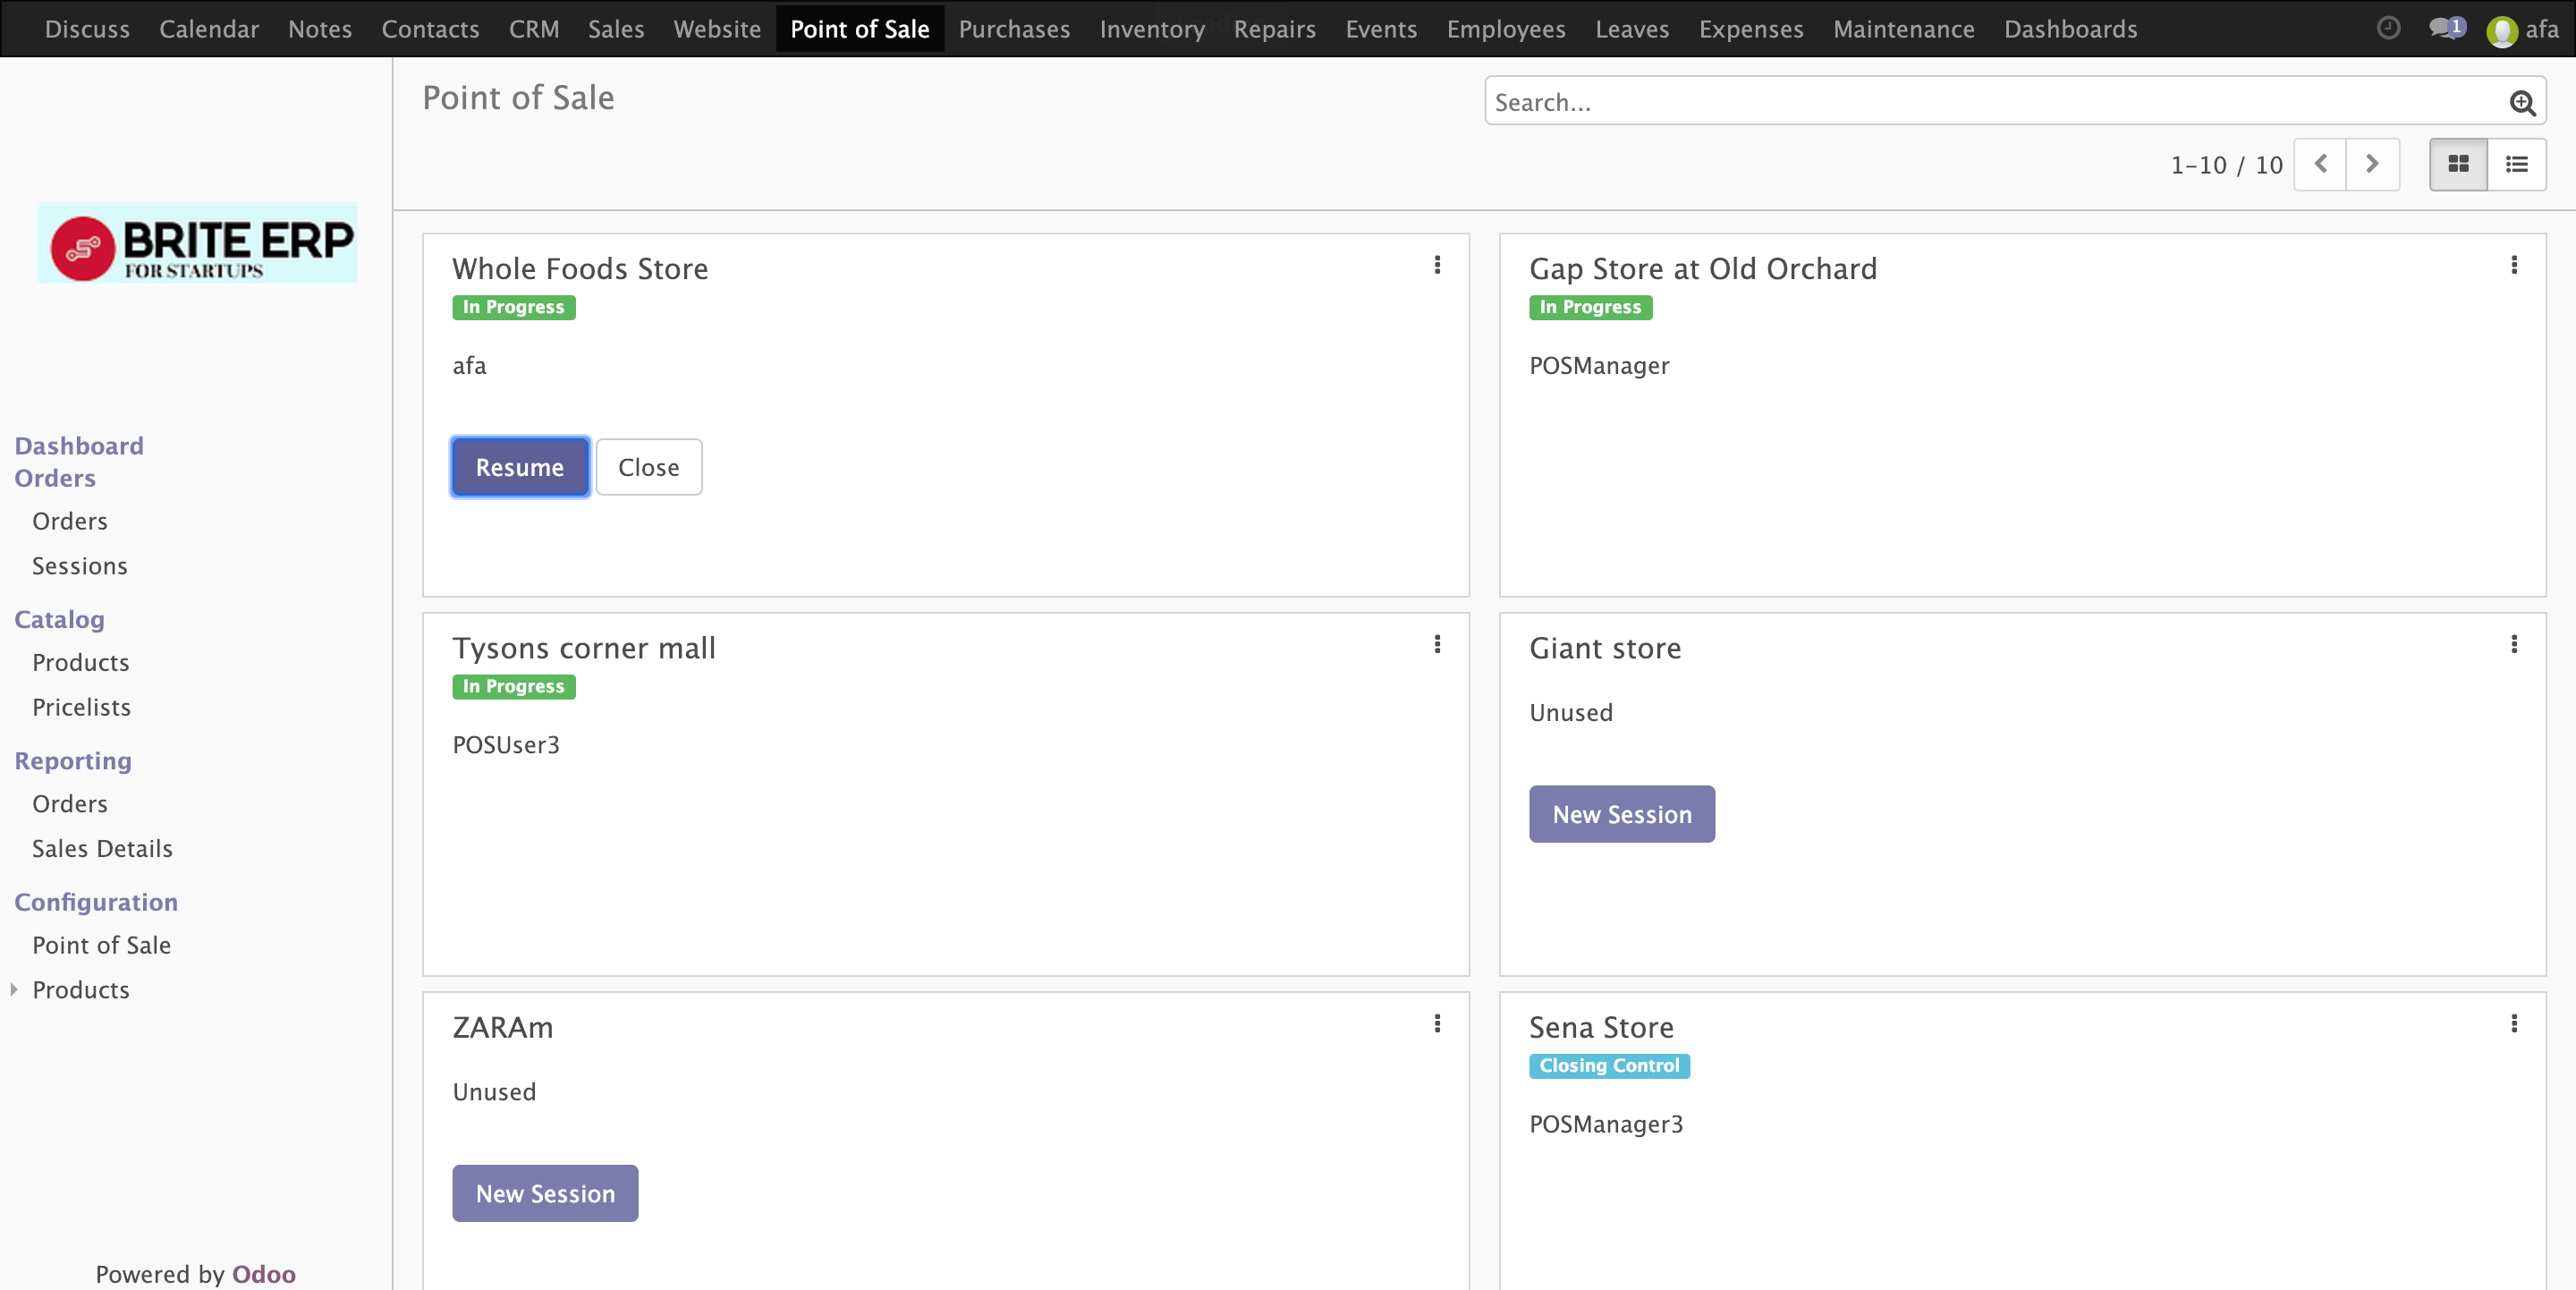 Discuss Calendar Notes Contacts CRM Sales Website Point of Sale Purchases Inventory Repairs Events Employees Leaves Expenses Maintenance Dashboards 1 afa
Point of Sale
Search...
1-10 / 10
BRITE ERP
FOR STARTUPS
Dashboard
Orders
Orders
Sessions
Catalog
Products
Pricelists
Reporting
Orders
Sales Details
Configuration
Point of Sale
Products
Powered by Odoo
Whole Foods Store
In Progress
afa
Resume Close
Gap Store at Old Orchard
In Progress
POSManager
Tysons corner mall
In Progress
POSUser3
Giant store
Unused
New Session
ZARAm
Unused
New Session
Sena Store
Closing Control
POSManager3